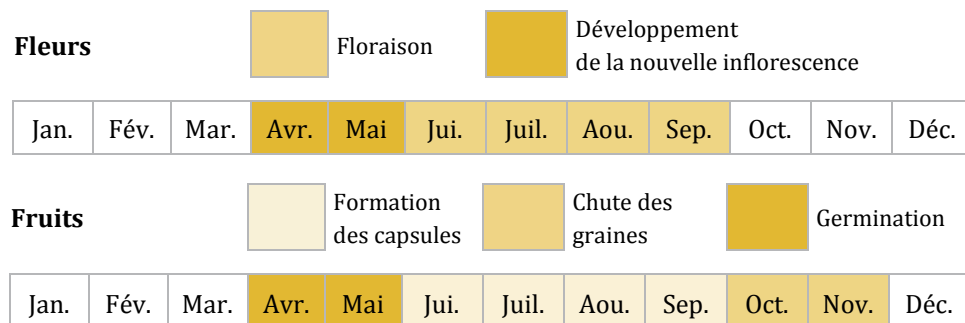 Fleurs
Floraison
Développement
de la nouvelle inflorescence
Jan. Fév. Mar. Avr. Mai Jui. Juil. Aou. Sep. Oct. Nov. Déc.
Fruits
Formation
des capsules
Chute des
graines
Germination
Jan. Fév. Mar. Avr. Mai Jui. Juil. Aou. Sep. Oct. Nov. Déc.